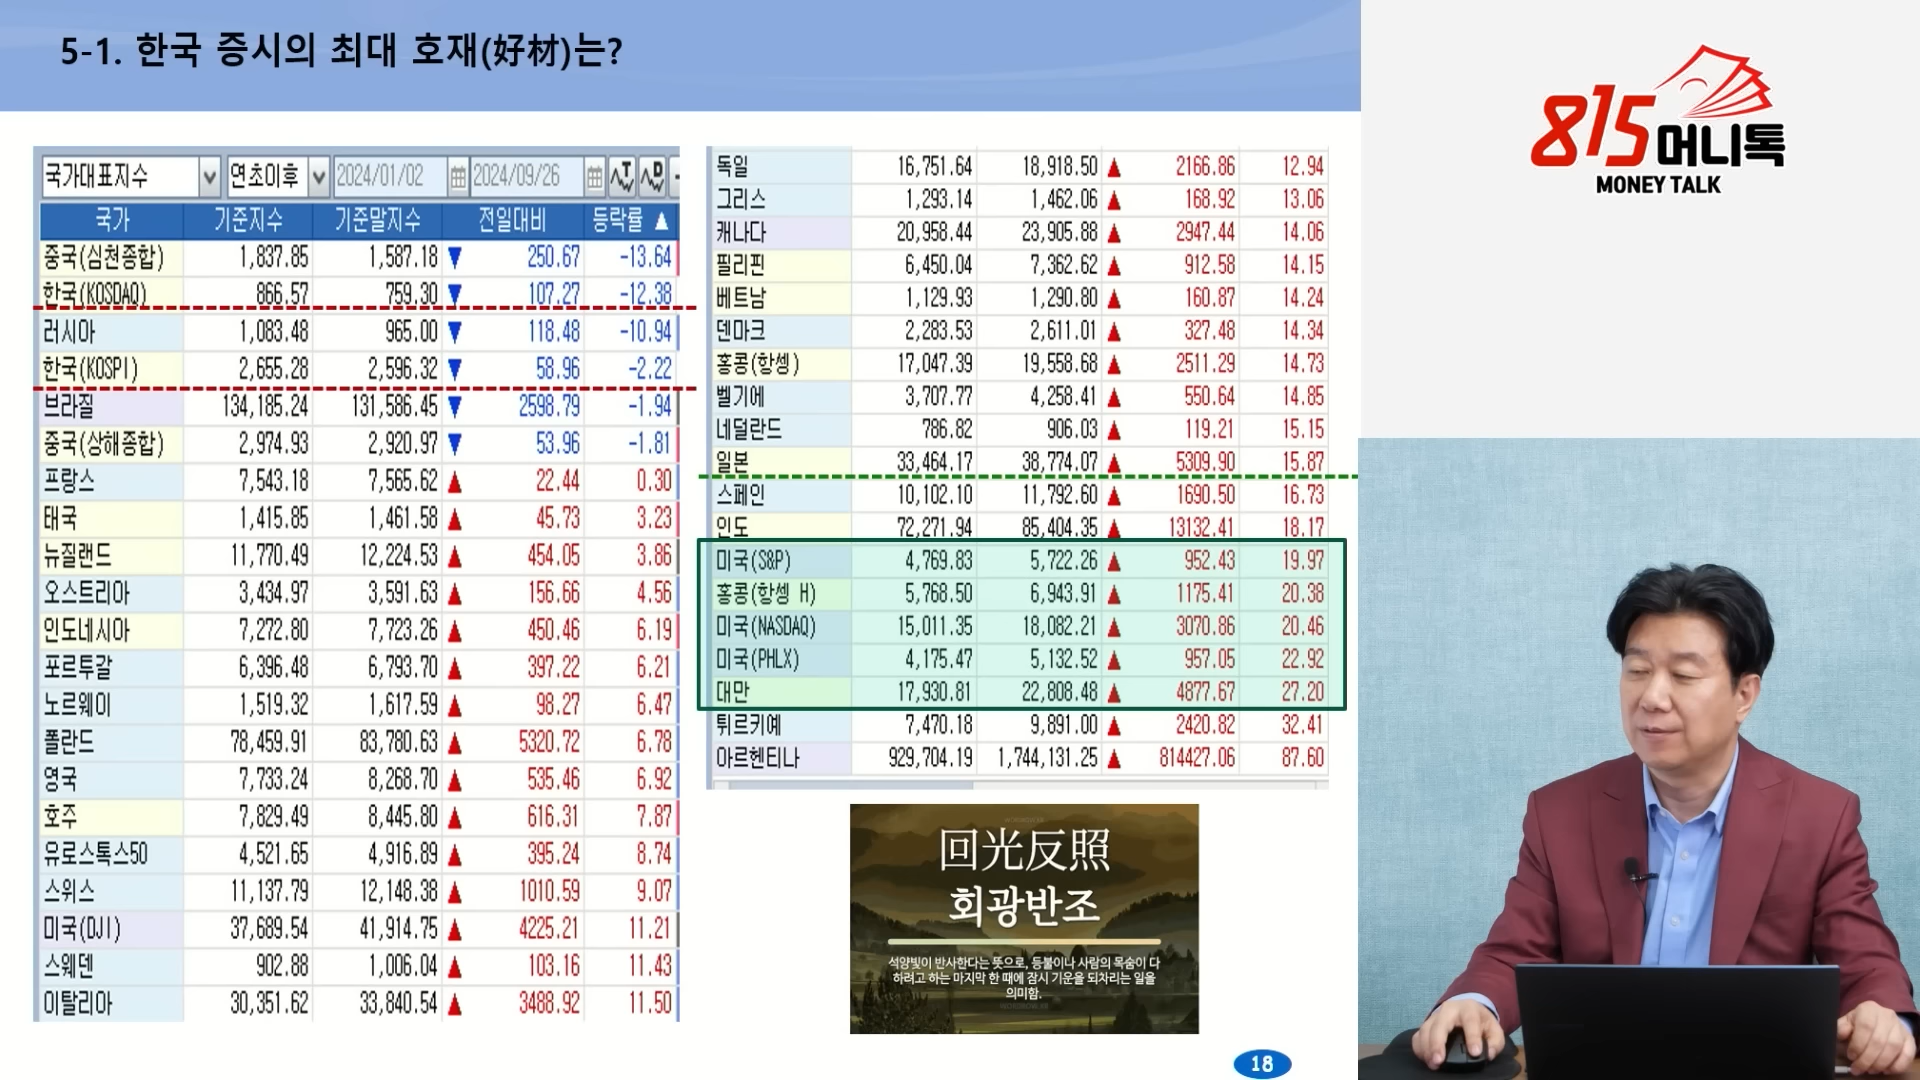 5-1. 한국 증시의 최대 호재(好材)는?
815머니톡
MONEY TALK
국가대표지수 연초이후 2024/01/02 2024/09/26
국가 기준지수 기준말지수 전일대비 등락률 ▲
중국(심천종합) 1,837.85 1,587.18 ▼ 250.67 -13.64
한국(KOSDAQ) 866.57 759.30 ▼ 107.27 -12.38
러시아 1,083.48 965.00 ▼ 118.48 -10.94
한국(KOSPI) 2,655.28 2,596.32 ▼ 58.96 -2.22
브라질 134,185.24 131,586.45 ▼ 2598.79 -1.94
중국(상해종합) 2,974.93 2,920.97 ▼ 53.96 -1.81
프랑스 7,543.18 7,565.62 ▲ 22.44 0.30
태국 1,415.85 1,461.58 ▲ 45.73 3.23
뉴질랜드 11,770.49 12,224.53 ▲ 454.05 3.86
오스트리아 3,434.97 3,591.63 ▲ 156.66 4.56
인도네시아 7,272.80 7,723.26 ▲ 450.46 6.19
포르투갈 6,396.48 6,793.70 ▲ 397.22 6.21
노르웨이 1,519.32 1,617.59 ▲ 98.27 6.47
폴란드 78,459.91 83,780.63 ▲ 5320.72 6.78
영국 7,733.24 8,268.70 ▲ 535.46 6.92
호주 7,829.49 8,445.80 ▲ 616.31 7.87
유로스톡스50 4,521.65 4,916.89 ▲ 395.24 8.74
스위스 11,137.79 12,148.38 ▲ 1010.59 9.07
미국(DJI) 37,689.54 41,914.75 ▲ 4225.21 11.21
스웨덴 902.88 1,006.04 ▲ 103.16 11.43
이탈리아 30,351.62 33,840.54 ▲ 3488.92 11.50
독일 16,751.64 18,918.50 ▲ 2166.86 12.94
그리스 1,293.14 1,462.06 ▲ 168.92 13.06
캐나다 20,958.44 23,905.88 ▲ 2947.44 14.06
필리핀 6,450.04 7,362.62 ▲ 912.58 14.15
베트남 1,129.93 1,290.80 ▲ 160.87 14.24
덴마크 2,283.53 2,611.01 ▲ 327.48 14.34
홍콩(항셍) 17,047.39 19,558.68 ▲ 2511.29 14.73
벨기에 3,707.77 4,258.41 ▲ 550.64 14.85
네덜란드 786.82 906.03 ▲ 119.21 15.15
일본 33,464.17 38,774.07 ▲ 5309.90 15.87
스페인 10,102.10 11,792.60 ▲ 1690.50 16.73
인도 72,271.94 85,404.35 ▲ 13132.41 18.17
미국(S&P) 4,769.83 5,722.26 ▲ 952.43 19.97
홍콩(항셍 H) 5,768.50 6,943.91 ▲ 1175.41 20.38
미국(NASDAQ) 15,011.35 18,082.21 ▲ 3070.86 20.46
미국(PHLX) 4,175.47 5,132.52 ▲ 957.05 22.92
대만 17,930.81 22,808.48 ▲ 4877.67 27.20
튀르키예 7,470.18 9,891.00 ▲ 2420.82 32.41
아르헨티나 929,704.19 1,744,131.25 ▲ 814427.06 87.60
回光反照
회광반조
석양빛이 반사한다는 뜻으로, 등불이나 사람의 목숨이 다
하려고 하는 마지막 한 때에 잠시 기운을 되차리는 일을
의미함.
18